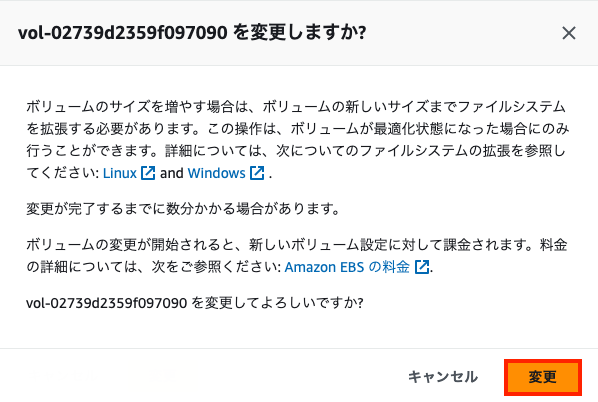 vol-02739d2359f097090 を変更しますか?
ボリュームのサイズを増やす場合は、ボリュームの新しいサイズまでファイルシステム
を拡張する必要があります。この操作は、ボリュームが最適化状態になった場合にのみ
行うことができます。詳細については、次についてのファイルシステムの拡張を参照し
てください: Linux and Windows .
変更が完了するまでに数分かかる場合があります。
ボリュームの変更が開始されると、新しいボリューム設定に対して課金されます。料金
の詳細については、次をご参照ください: Amazon EBS の料金 .
vol-02739d2359f097090 を変更してよろしいですか?
キャンセル 変更